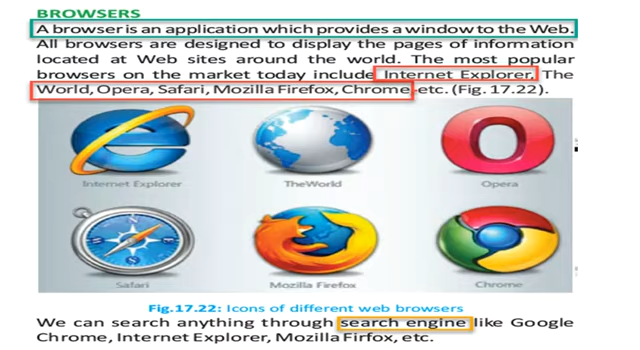 BROWSERS
A browser is an application which provides a window to the Web.
All browsers are designed to display the pages of information
located at Web sites around the world. The most popular
browsers on the market today include Internet Explorer, The
World, Opera, Safari, Mozilla Firefox, Chrome etc. (Fig. 17.22).
Internet Explorer TheWorld Opera
Safari Mozilla Firefox Chrome
Fig.17.22: Icons of different web browsers
We can search anything through search engine like Google
Chrome, Internet Explorer, Mozilla Firfox, etc.